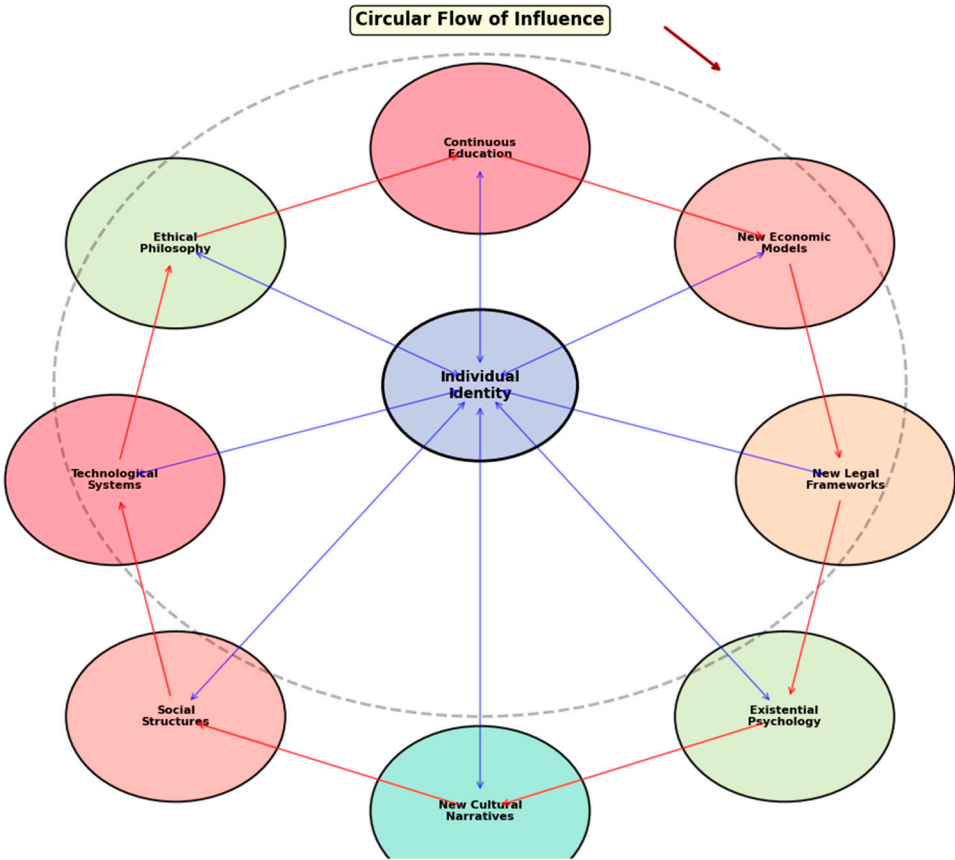 Circular Flow of Influence
Continuous
Education
Ethical
Philosophy
New Economic
Models
Individual
Identity
Technological
Systems
New Legal
Frameworks
Social
Structures
Existential
Psychology
New Cultural
Narratives